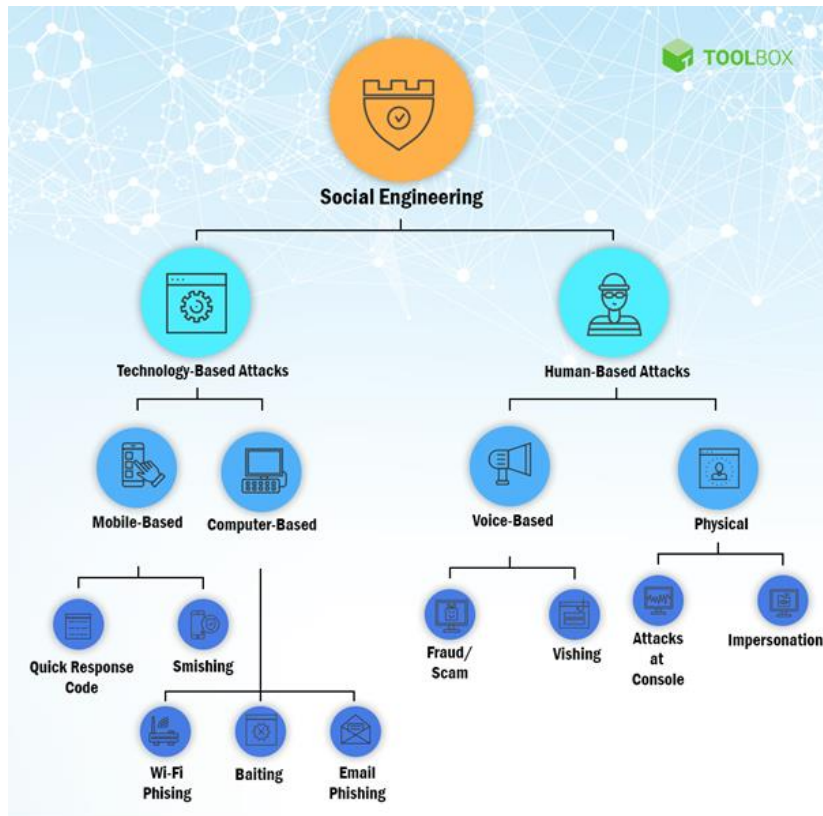 TOOLBOX
Social Engineering
Technology-Based Attacks
Human-Based Attacks
Mobile-Based
Computer-Based
Voice-Based
Physical
Quick Response
Code
Smishing
Fraud/
Scam
Vishing
Attacks
at
Console
Impersonation
Wi-Fi
Phising
Baiting
Email
Phishing